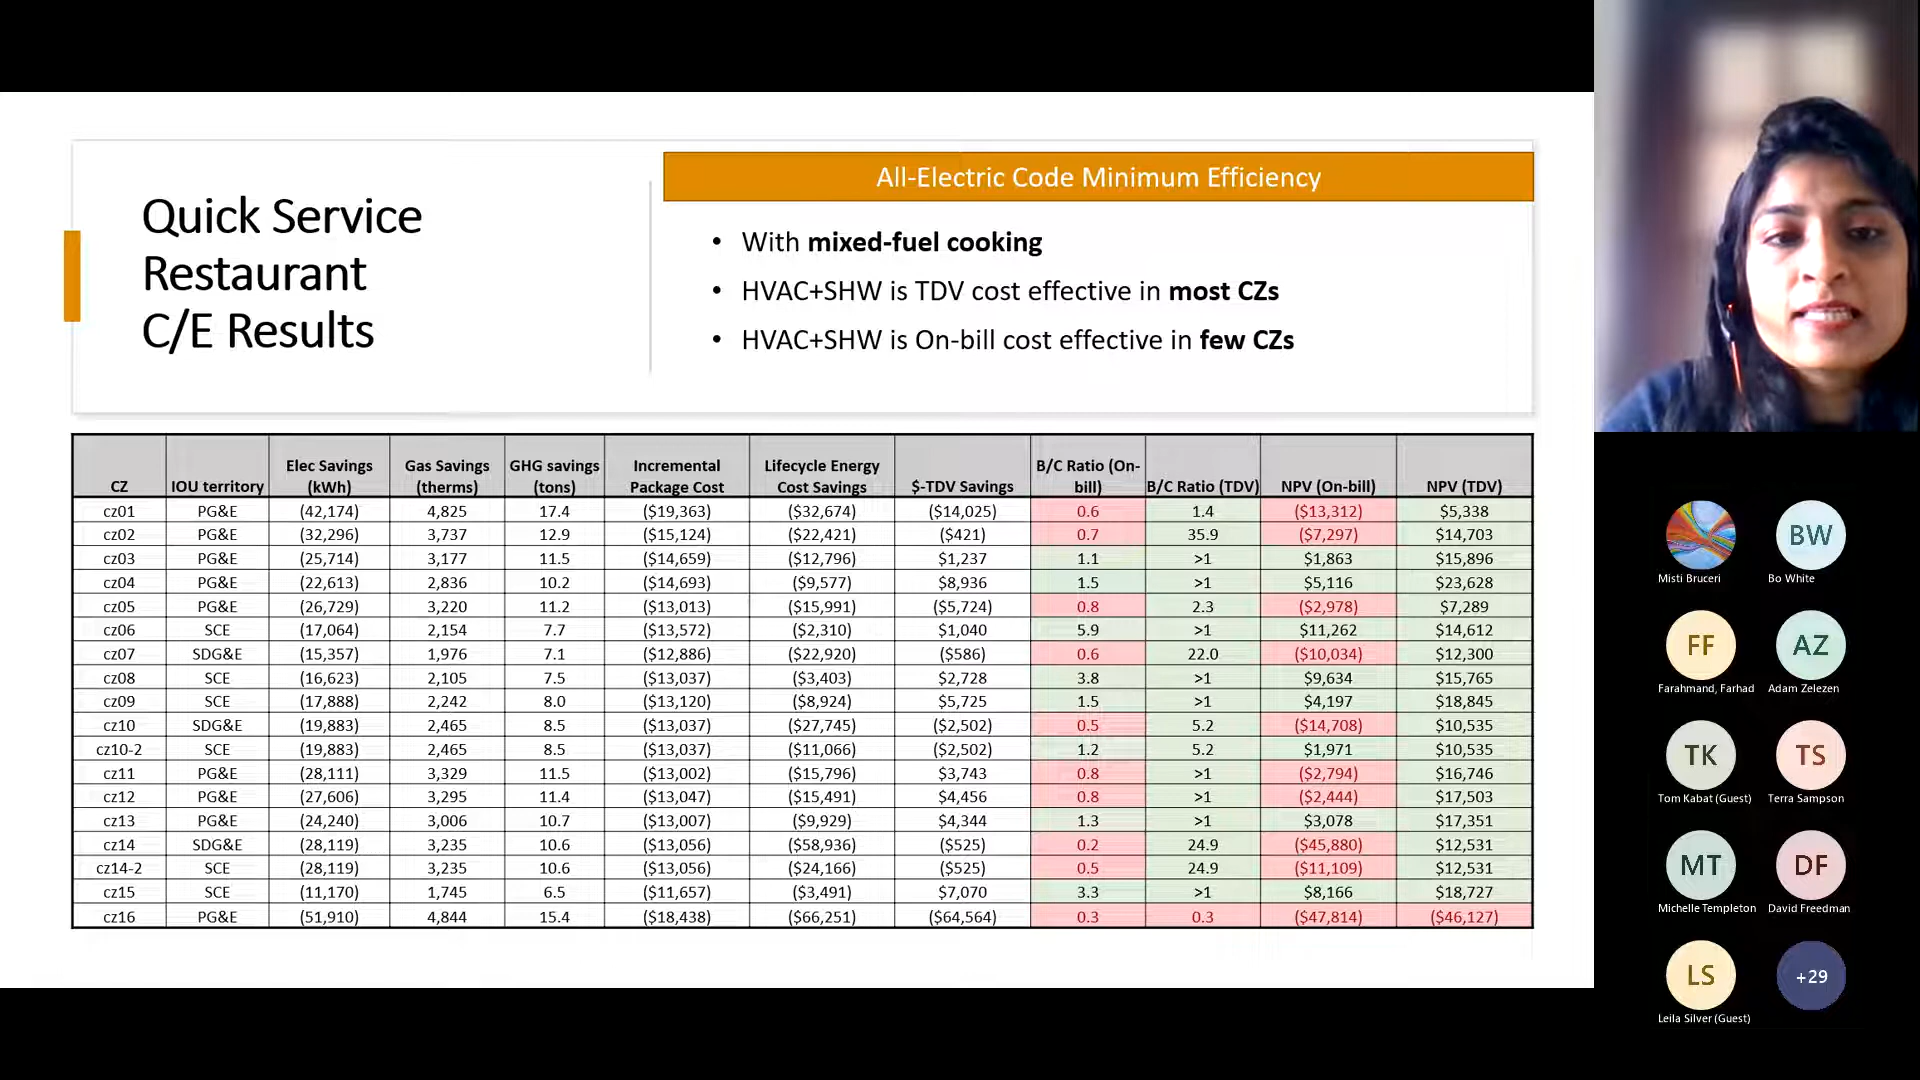 Quick Service
Restaurant
C/E Results
All-Electric Code Minimum Efficiency
• With mixed-fuel cooking
• HVAC+SHW is TDV cost effective in most CZs
• HVAC+SHW is On-bill cost effective in few CZs
CZ IOU territory Elec Savings (kWh) Gas Savings (therms) GHG savings (tons) Incremental Package Cost Lifecycle Energy Cost Savings $-TDV Savings B/C Ratio (On-bill) B/C Ratio (TDV) NPV (On-bill) NPV (TDV)
cz01 PG&E (42,174) 4,825 17.4 ($19,363) ($32,674) ($14,025) 0.6 1.4 ($13,312) $5,338
cz02 PG&E (32,296) 3,737 12.9 ($15,124) ($22,421) ($421) 0.7 35.9 ($7,297) $14,703
cz03 PG&E (25,714) 3,177 11.5 ($14,659) ($12,796) $1,237 1.1 >1 $1,863 $15,896
cz04 PG&E (22,613) 2,836 10.2 ($14,693) ($9,577) $8,936 1.5 >1 $5,116 $23,628
cz05 PG&E (26,729) 3,220 11.2 ($13,013) ($15,991) ($5,724) 0.8 2.3 ($2,978) $7,289
cz06 SCE (17,064) 2,154 7.7 ($13,572) ($2,310) $1,040 5.9 >1 $11,262 $14,612
cz07 SDG&E (15,357) 1,976 7.1 ($12,886) ($22,920) ($586) 0.6 22.0 ($10,034) $12,300
cz08 SCE (16,623) 2,105 7.5 ($13,037) ($3,403) $2,728 3.8 >1 $9,634 $15,765
cz09 SCE (17,888) 2,242 8.0 ($13,120) ($8,924) $5,725 1.5 >1 $4,197 $18,845
cz10 SDG&E (19,883) 2,465 8.5 ($13,037) ($27,745) ($2,502) 0.5 5.2 ($14,708) $10,535
cz10-2 SCE (19,883) 2,465 8.5 ($13,037) ($11,066) ($2,502) 1.2 5.2 $1,971 $10,535
cz11 PG&E (28,111) 3,329 11.5 ($13,002) ($15,796) $3,743 0.8 >1 ($2,794) $16,746
cz12 PG&E (27,606) 3,295 11.4 ($13,047) ($15,491) $4,456 0.8 >1 ($2,444) $17,503
cz13 PG&E (24,240) 3,006 10.7 ($13,007) ($9,929) $4,344 1.3 >1 $3,078 $17,351
cz14 SDG&E (28,119) 3,235 10.6 ($13,056) ($58,936) ($525) 0.2 24.9 ($45,880) $12,531
cz14-2 SCE (28,119) 3,235 10.6 ($13,056) ($24,166) ($525) 0.5 24.9 ($11,109) $12,531
cz15 SCE (11,170) 1,745 6.5 ($11,657) ($3,491) $7,070 3.3 >1 $8,166 $18,727
cz16 PG&E (51,910) 4,844 15.4 ($18,438) ($66,251) ($64,564) 0.3 0.3 ($47,814) ($46,127)
BW
Misti Bruceri Bo White
FF AZ
Farahmand, Farhad Adam Zelezen
TK TS
Tom Kabat (Guest) Terra Sampson
MT DF
Michelle Templeton David Freedman
LS +29
Leila Silver (Guest)